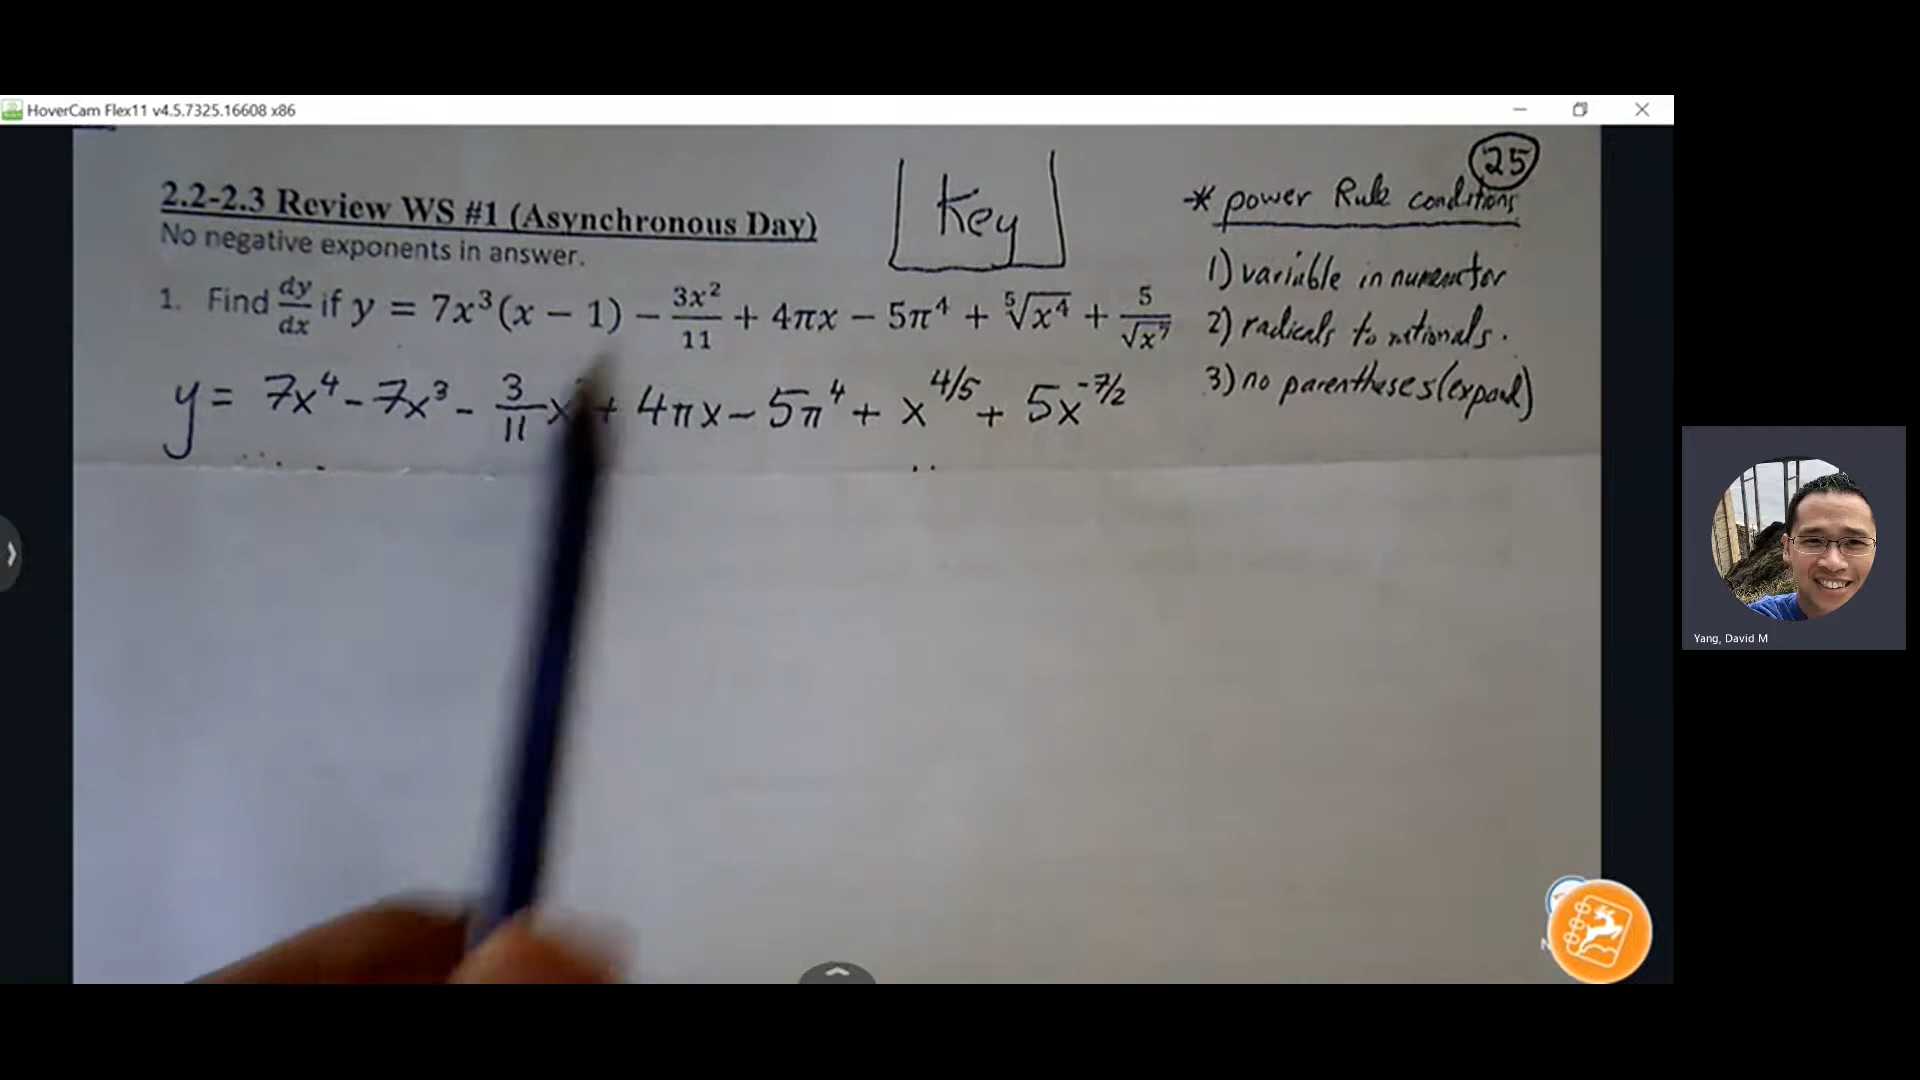 HoverCam Flex11 v4.5.7325.16608 x86
25
2.2-2.3 Review WS #1 (Asynchronous Day)
Key
* power Rule conditions
No negative exponents in answer.
1) variable in numerator
1. Find dy/dx if y = 7x³(x − 1) − 3x²/11 + 4πx − 5π⁴ + ⁵√x⁴ + 5/√x⁷
2) radicals to rationals.
3) no parentheses (expand)
y = 7x⁴ - 7x³ - 3/11 x + 4πx - 5π⁴ + x^4/5 + 5x^-7/2
Yang, David M